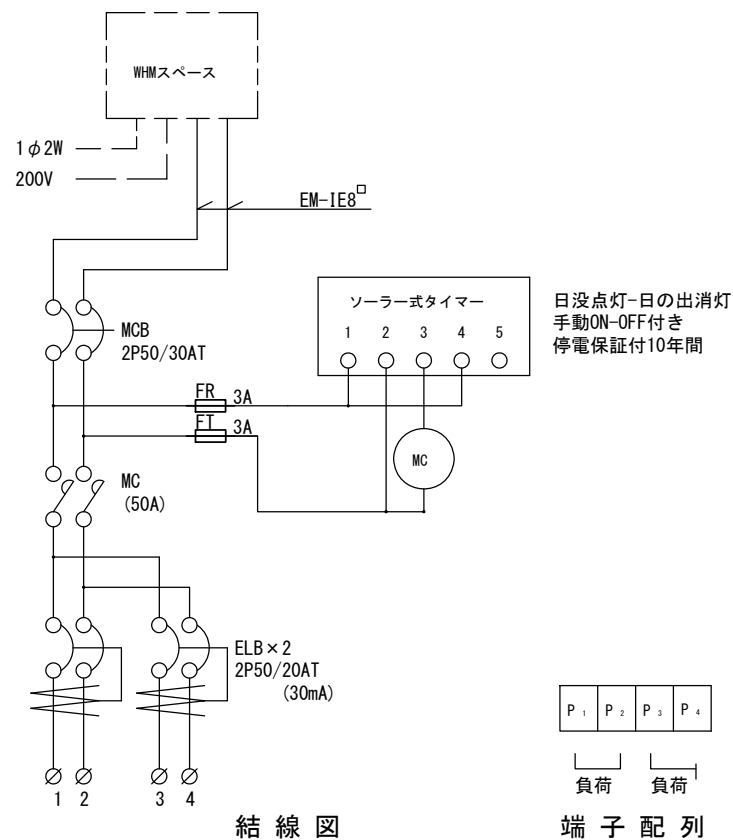 WHMスペース
1φ2W
200V
EM-IE8□
ソーラー式タイマー
1 2 3 4 5
日没点灯-日の出消灯
手動ON-OFF付き
停電保証付10年間
MCB
2P50/30AT
FR 3A
FT 3A
MC
MC
(50A)
ELB×2
2P50/20AT
(30mA)
P1 P2 P3 P4
負荷 負荷
1 2 3 4
結線図
端子配列